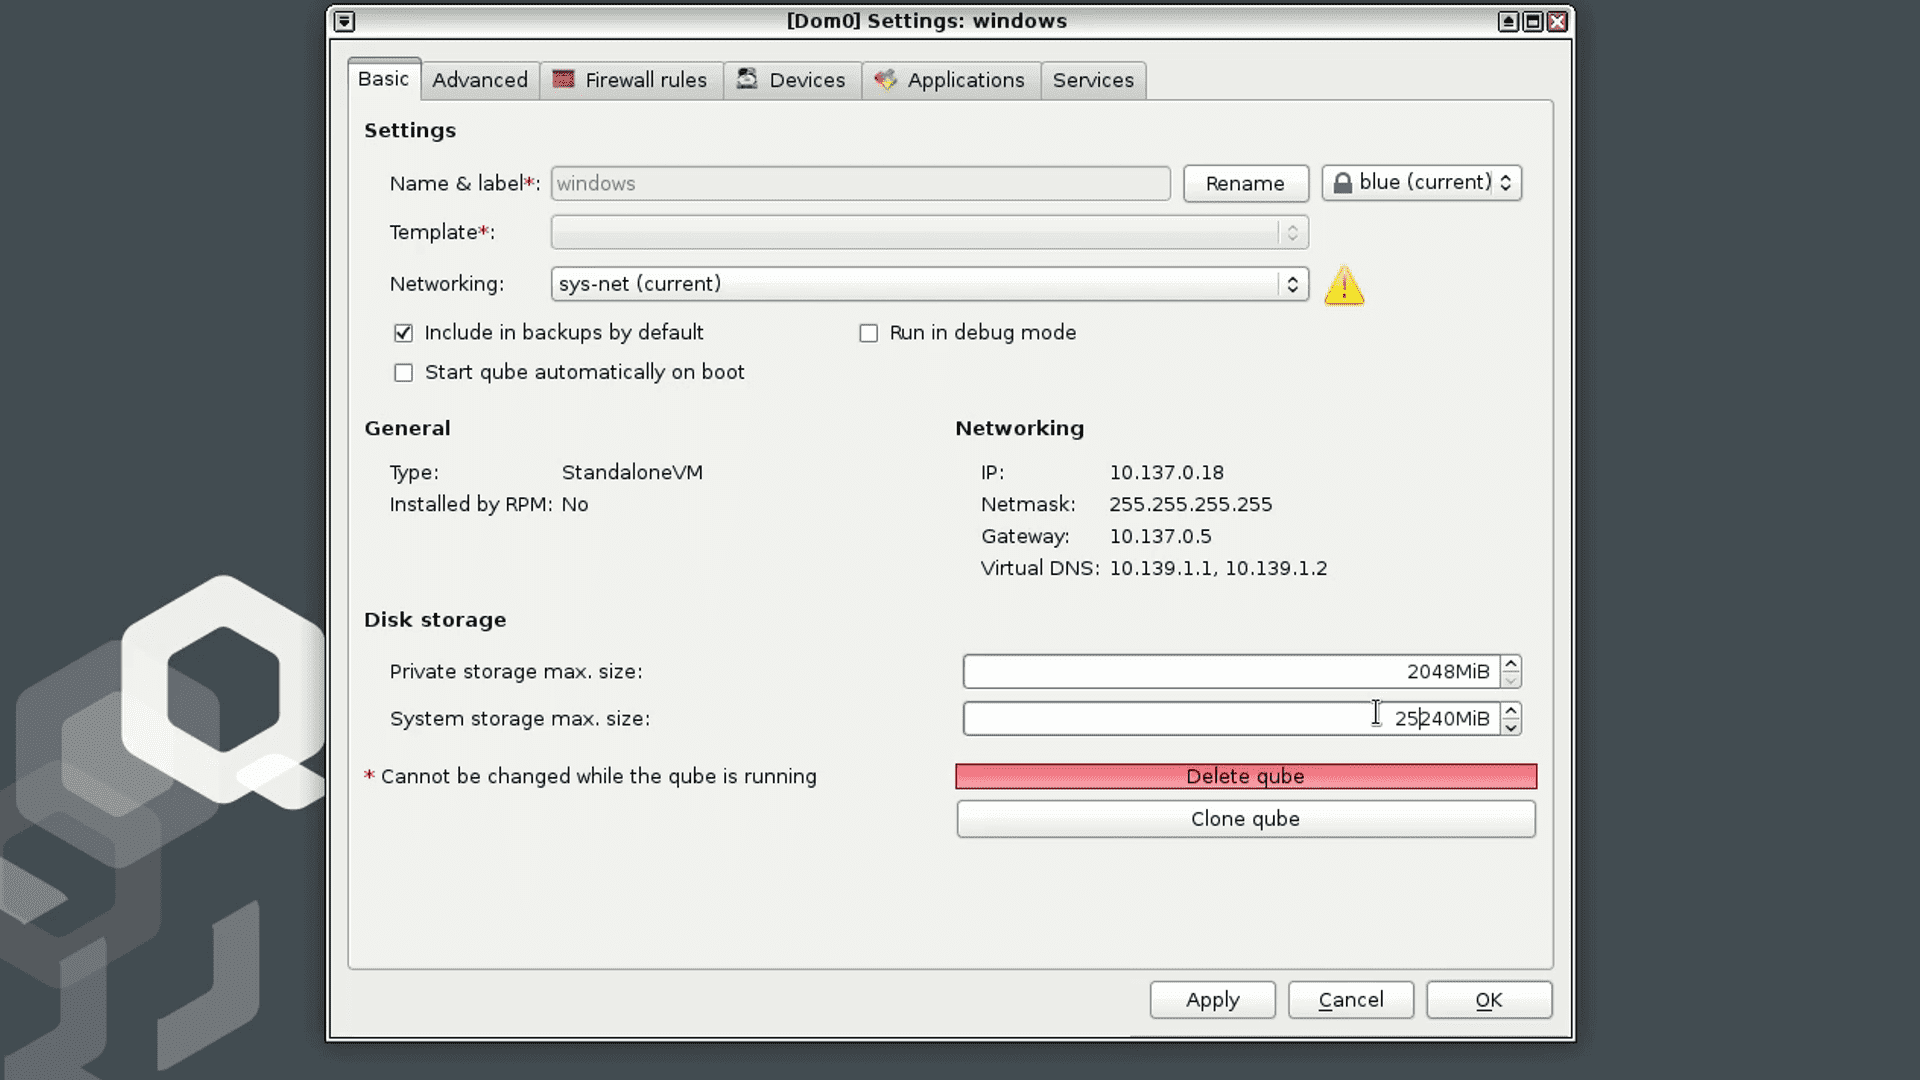 [Dom0] Settings: windows
Basic Advanced Firewall rules Devices Applications Services
Settings
Name & label*: windows Rename blue (current)
Template*:
Networking: sys-net (current)
Include in backups by default Run in debug mode
Start qube automatically on boot
General Networking
Type: StandaloneVM IP: 10.137.0.18
Installed by RPM: No Netmask: 255.255.255.255
Gateway: 10.137.0.5
Virtual DNS: 10.139.1.1, 10.139.1.2
Disk storage
Private storage max. size: 2048MiB
System storage max. size: 25240MiB
* Cannot be changed while the qube is running Delete qube
Clone qube
Apply Cancel OK